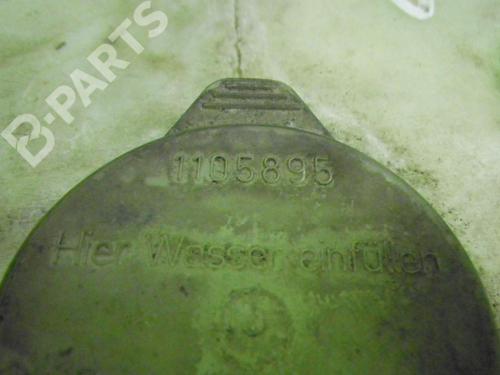 B-PARTS
1105895
Hier Wasser einfüllen